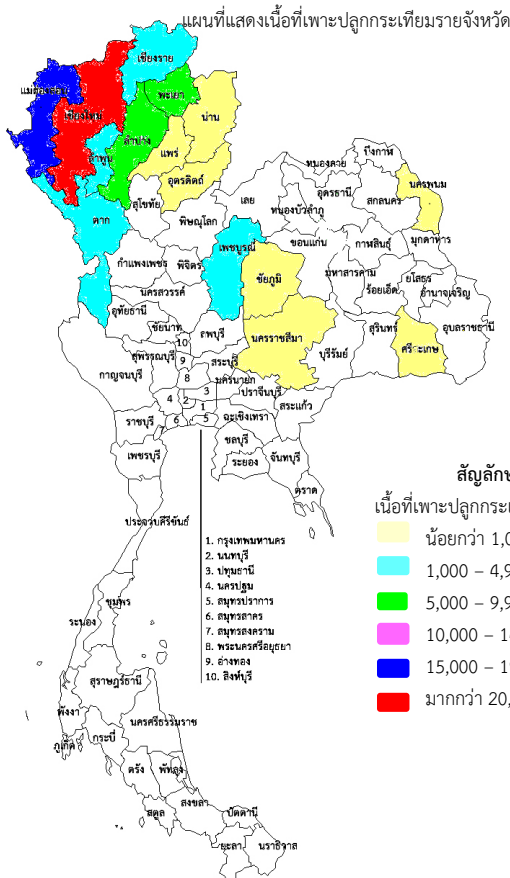 แผนที่แสดงเนื้อที่เพาะปลูกกระเทียมรายจังหวัด
เชียงราย
แม่ฮ่องสอน
พะเยา
เชียงใหม่
น่าน
ลำปาง
ลำพูน
แพร่
อุตรดิตถ์
บึงกาฬ
หนองคาย
เลย
อุดรธานี
นครพนม
สกลนคร
หนองบัวลำภู
สุโขทัย
ตาก
พิษณุโลก
เพชบูรณ์
ขอนแก่น
กาฬสินธุ์
มุกดาหาร
กำแพงเพชร
พิจิตร
ชัยภูมิ
มหาสารคาม
ร้อยเอ็ด
ยโสธร
อำนาจเจริญ
นครสวรรค์
อุทัยธานี
ชัยนาท
ลพบุรี
นครราชสีมา
บุรีรัมย์
สุรินทร์
ศรีษะเกษ
อุบลราชธานี
10
สุพรรณบุรี
9
สระบุรี
กาญจนบุรี
8
นครนายก
ปราจีนบุรี
3
4
2
1
สระแก้ว
ราชบุรี
6
5
ฉะเชิงเทรา
ชลบุรี
เพชรบุรี
ระยอง
จันทบุรี
ตราด
ประจวบคีรีขันธ์
1. กรุงเทพมหานคร
2. นนทบุรี
3. ปทุมธานี
4. นครปฐม
5. สมุทรปราการ
6. สมุทรสาคร
7. สมุทรสงคราม
8. พระนครศรีอยุธยา
9. อ่างทอง
10. สิงห์บุรี
สัญลักษ
เนื้อที่เพาะปลูกกระเ
น้อยกว่า 1,0
1,000 – 4,9
5,000 – 9,9
10,000 – 1
15,000 – 1
มากกว่า 20,
ชุมพร
ระนอง
สุราษฎร์ธานี
พังงา
นครศรีธรรมราช
กระบี่
ภูเก็ต
ตรัง
พัทลุง
สตูล
สงขลา
ปัตตานี
ยะลา
นราธิวาส